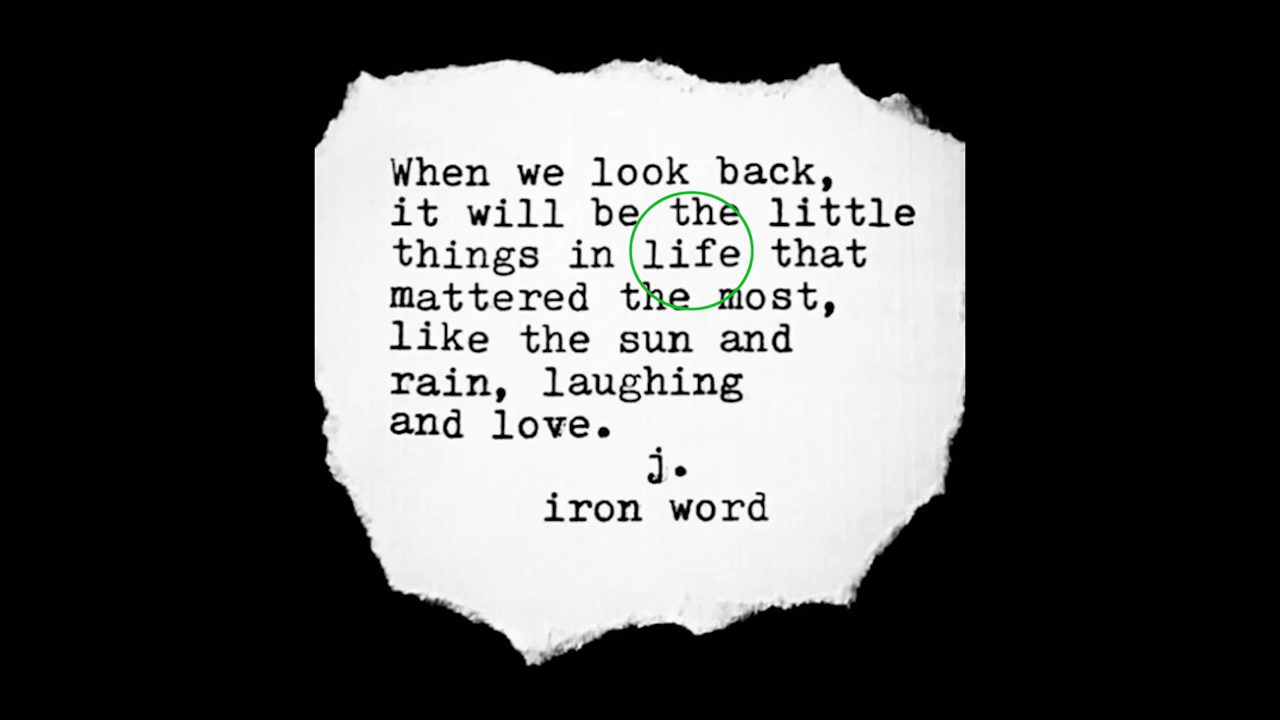 When we look back,
it will be the little
things in life that
mattered the most,
like the sun and
rain, laughing
and love.
j.
iron word